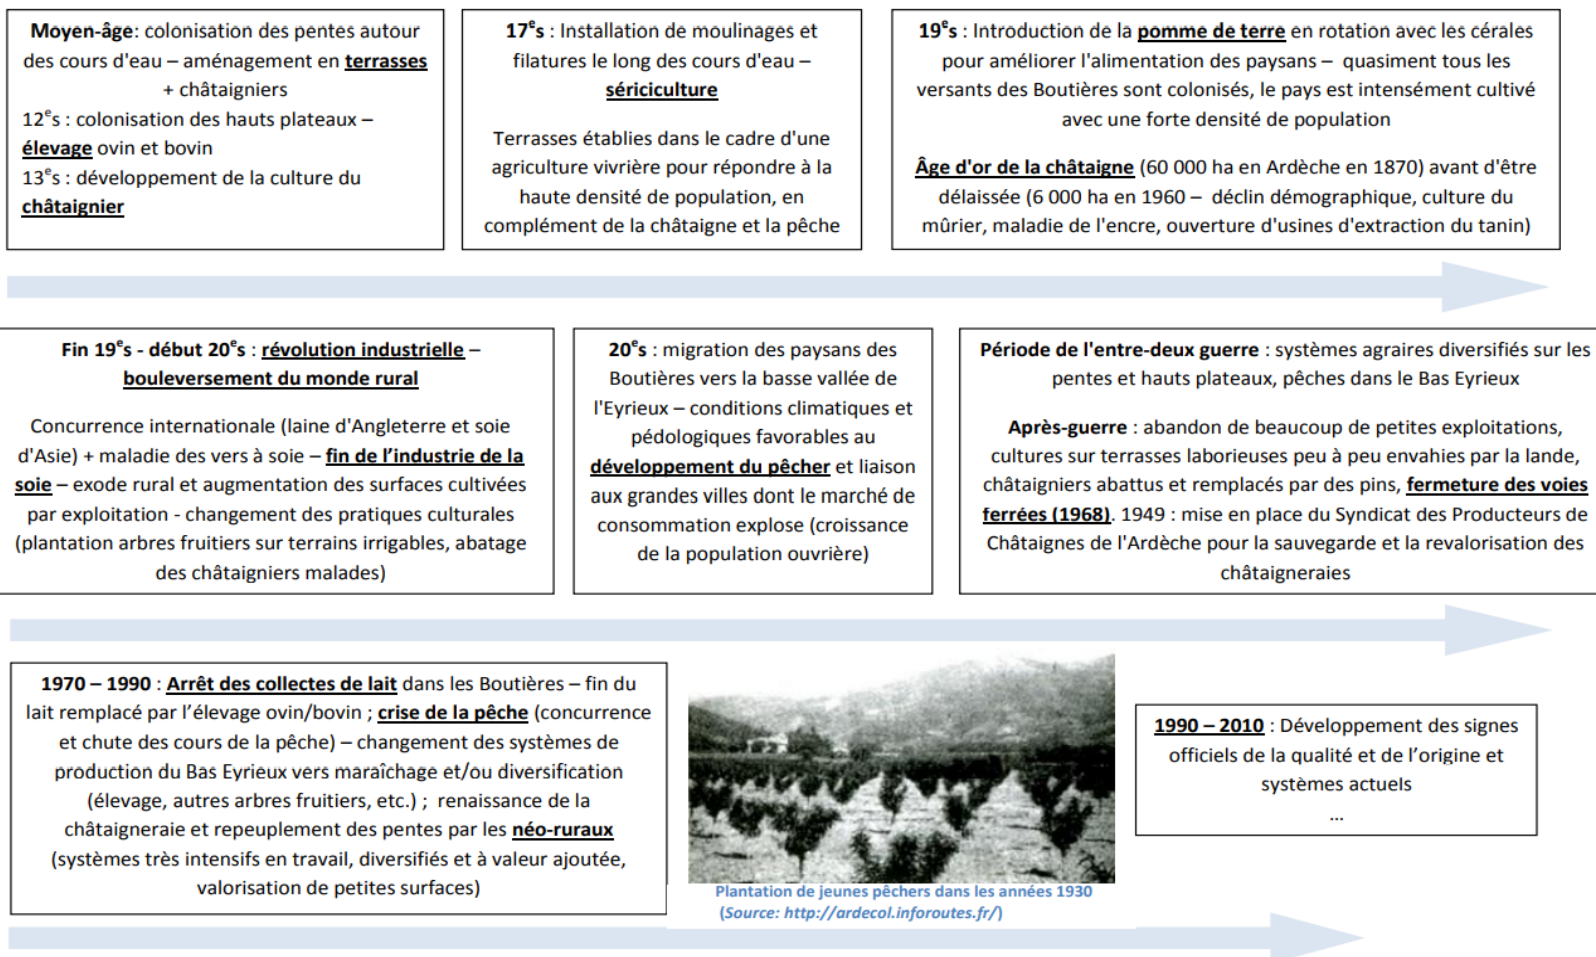 Moyen-âge: colonisation des pentes autour
des cours d'eau – aménagement en terrasses
+ châtaigniers
12es : colonisation des hauts plateaux –
élevage ovin et bovin
13es : développement de la culture du
châtaignier
17es : Installation de moulinages et
filatures le long des cours d'eau –
sériciculture
Terrasses établies dans le cadre d'une
agriculture vivrière pour répondre à la
haute densité de population, en
complément de la châtaigne et la pêche
19es : Introduction de la pomme de terre en rotation avec les cérales
pour améliorer l'alimentation des paysans – quasiment tous les
versants des Boutières sont colonisés, le pays est intensément cultivé
avec une forte densité de population
Âge d'or de la châtaigne (60 000 ha en Ardèche en 1870) avant d'être
délaissée (6 000 ha en 1960 – déclin démographique, culture du
mûrier, maladie de l'encre, ouverture d'usines d'extraction du tanin)
Fin 19es - début 20es : révolution industrielle –
bouleversement du monde rural
Concurrence internationale (laine d'Angleterre et soie
d'Asie) + maladie des vers à soie – fin de l’industrie de la
soie – exode rural et augmentation des surfaces cultivées
par exploitation - changement des pratiques culturales
(plantation arbres fruitiers sur terrains irrigables, abatage
des châtaigniers malades)
20es : migration des paysans des
Boutières vers la basse vallée de
l'Eyrieux – conditions climatiques et
pédologiques favorables au
développement du pêcher et liaison
aux grandes villes dont le marché de
consommation explose (croissance
de la population ouvrière)
Période de l'entre-deux guerre : systèmes agraires diversifiés sur les
pentes et hauts plateaux, pêches dans le Bas Eyrieux
Après-guerre : abandon de beaucoup de petites exploitations,
cultures sur terrasses laborieuses peu à peu envahies par la lande,
châtaigniers abattus et remplacés par des pins, fermeture des voies
ferrées (1968). 1949 : mise en place du Syndicat des Producteurs de
Châtaignes de l'Ardèche pour la sauvegarde et la revalorisation des
châtaigneraies
1970 – 1990 : Arrêt des collectes de lait dans les Boutières – fin du
lait remplacé par l’élevage ovin/bovin ; crise de la pêche (concurrence
et chute des cours de la pêche) – changement des systèmes de
production du Bas Eyrieux vers maraîchage et/ou diversification
(élevage, autres arbres fruitiers, etc.) ; renaissance de la
châtaigneraie et repeuplement des pentes par les néo-ruraux
(systèmes très intensifs en travail, diversifiés et à valeur ajoutée,
valorisation de petites surfaces)
Plantation de jeunes pêchers dans les années 1930
(Source: http://ardecol.inforoutes.fr/)
1990 – 2010 : Développement des signes
officiels de la qualité et de l’origine et
systèmes actuels
...